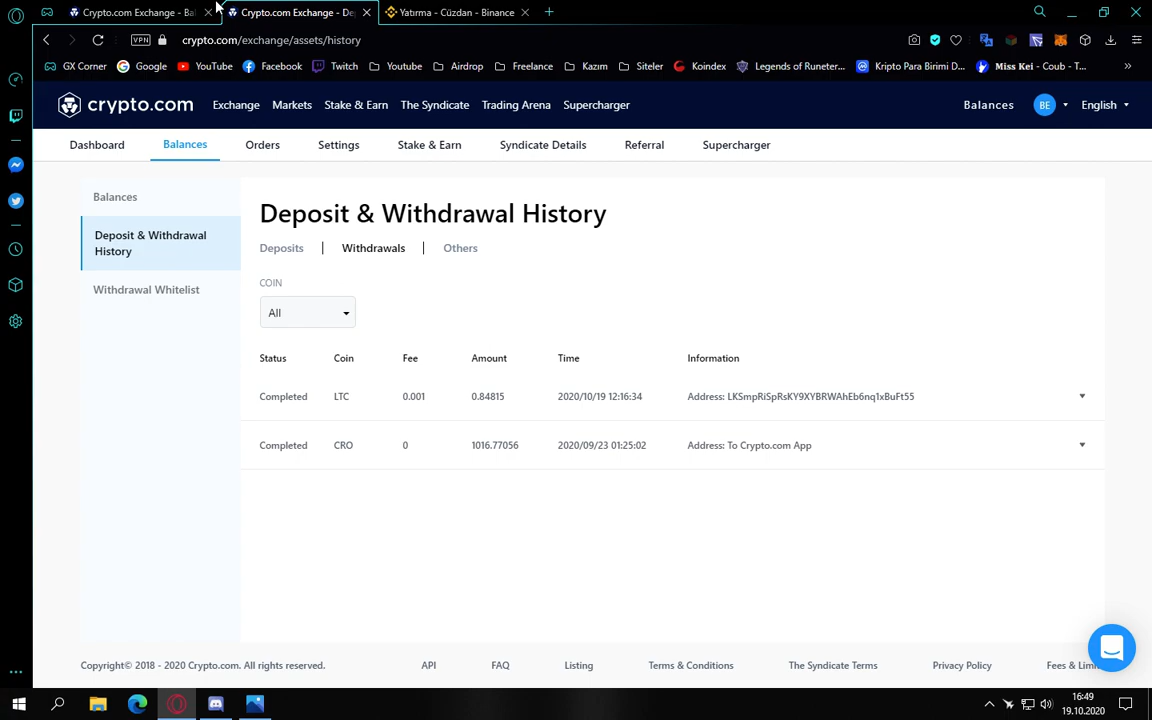 Crypto.com Exchange - Bal
Crypto.com Exchange - De
Yatırma - Cüzdan - Binance
VPN
crypto.com/exchange/assets/history
GX Corner
Google
YouTube
Facebook
Twitch
Youtube
Airdrop
Freelance
Kazım
Siteler
Koindex
Legends of Runeter...
Kripto Para Birimi D...
Miss Kei - Coub - T...
crypto.com
Exchange
Markets
Stake & Earn
The Syndicate
Trading Arena
Supercharger
Balances
BE
English
Dashboard
Balances
Orders
Settings
Stake & Earn
Syndicate Details
Referral
Supercharger
Balances
Deposit & Withdrawal
History
Withdrawal Whitelist
Deposit & Withdrawal History
Deposits | Withdrawals | Others
COIN
All
Status Coin Fee Amount Time Information
Completed LTC 0.001 0.84815 2020/10/19 12:16:34 Address: LKSmpRiSpRsKY9XYBRWAhEb6nq1xBuFt55
Completed CRO 0 1016.77056 2020/09/23 01:25:02 Address: To Crypto.com App
Copyright© 2018 - 2020 Crypto.com. All rights reserved.
API
FAQ
Listing
Terms & Conditions
The Syndicate Terms
Privacy Policy
Fees & Lim
16:49
19.10.2020